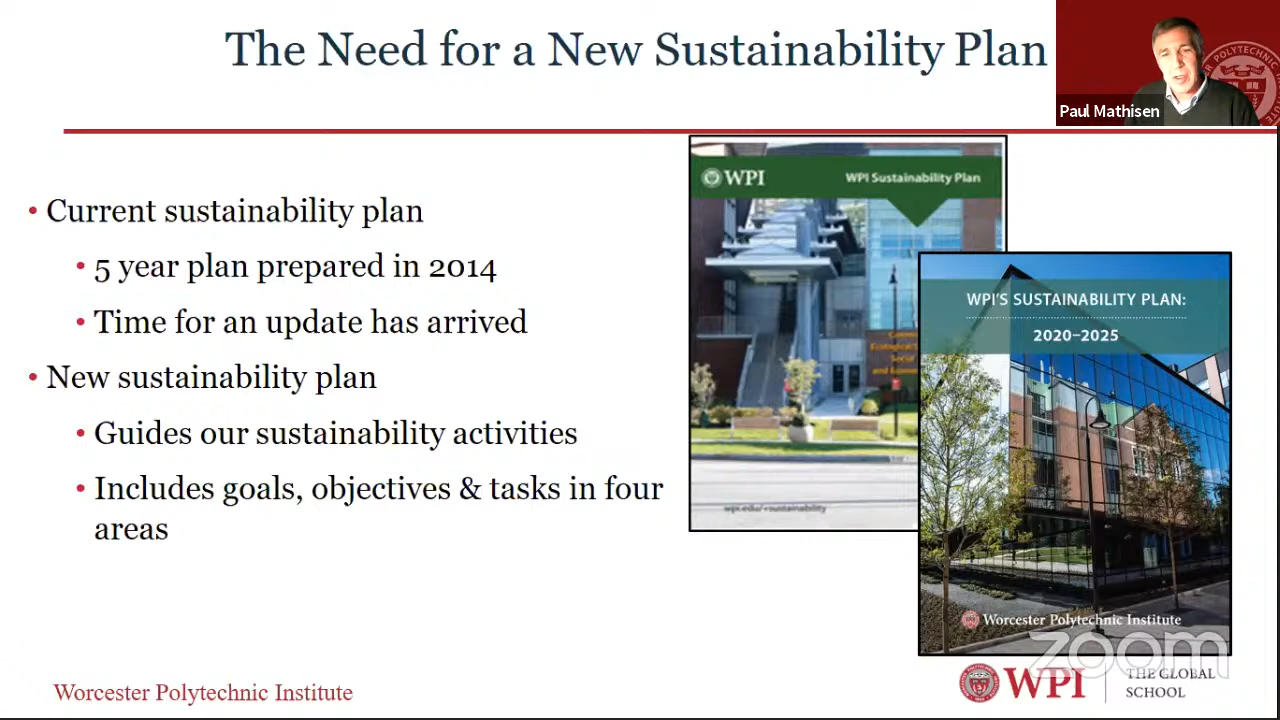 The Need for a New Sustainability Plan
Paul Mathisen
• Current sustainability plan
• 5 year plan prepared in 2014
• Time for an update has arrived
• New sustainability plan
• Guides our sustainability activities
• Includes goals, objectives & tasks in four
areas
WPI
WPI Sustainability Plan
Ecological
Social
wpi.edu/+sustainability
WPI'S SUSTAINABILITY PLAN:
2020–2025
Worcester Polytechnic Institute
zoom
Worcester Polytechnic Institute
WPI
THE GLOBAL
SCHOOL